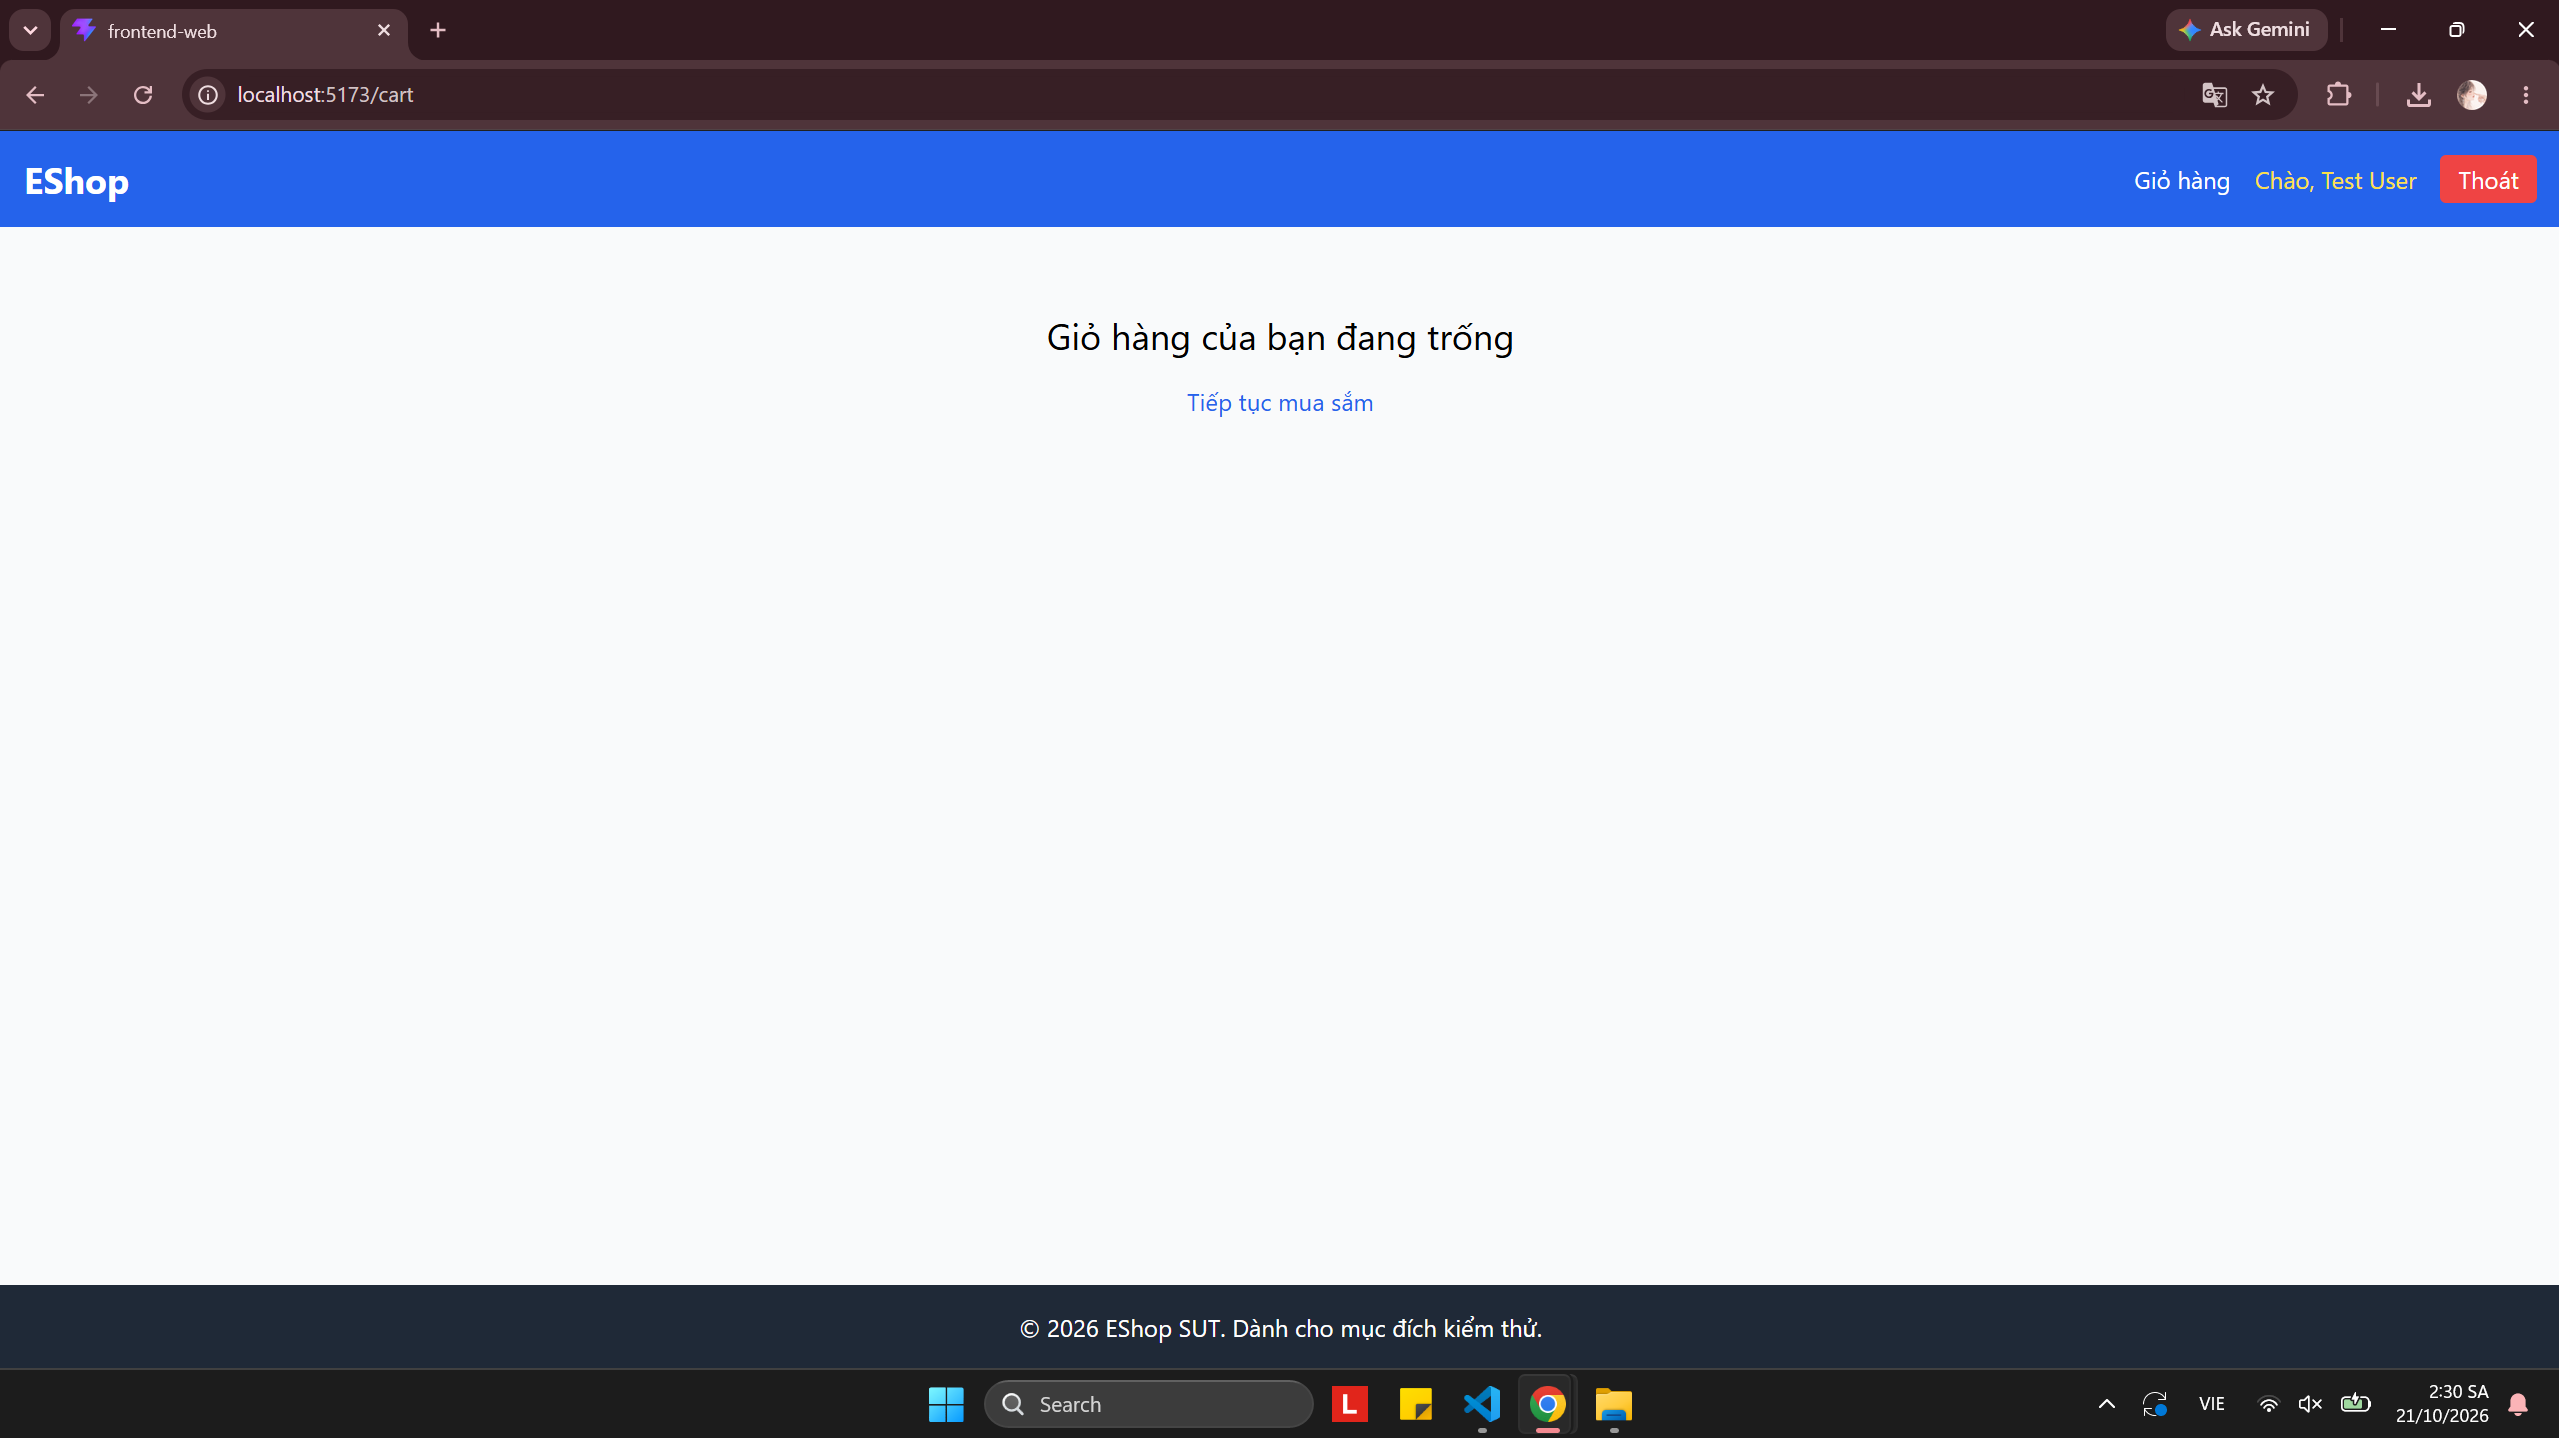 frontend-web
Ask Gemini
localhost:5173/cart
EShop
Giỏ hàng
Chào, Test User
Thoát
Giỏ hàng của bạn đang trống
Tiếp tục mua sắm
© 2026 EShop SUT. Dành cho mục đích kiểm thử.
Search
L
VIE
2:30 SA
21/10/2026